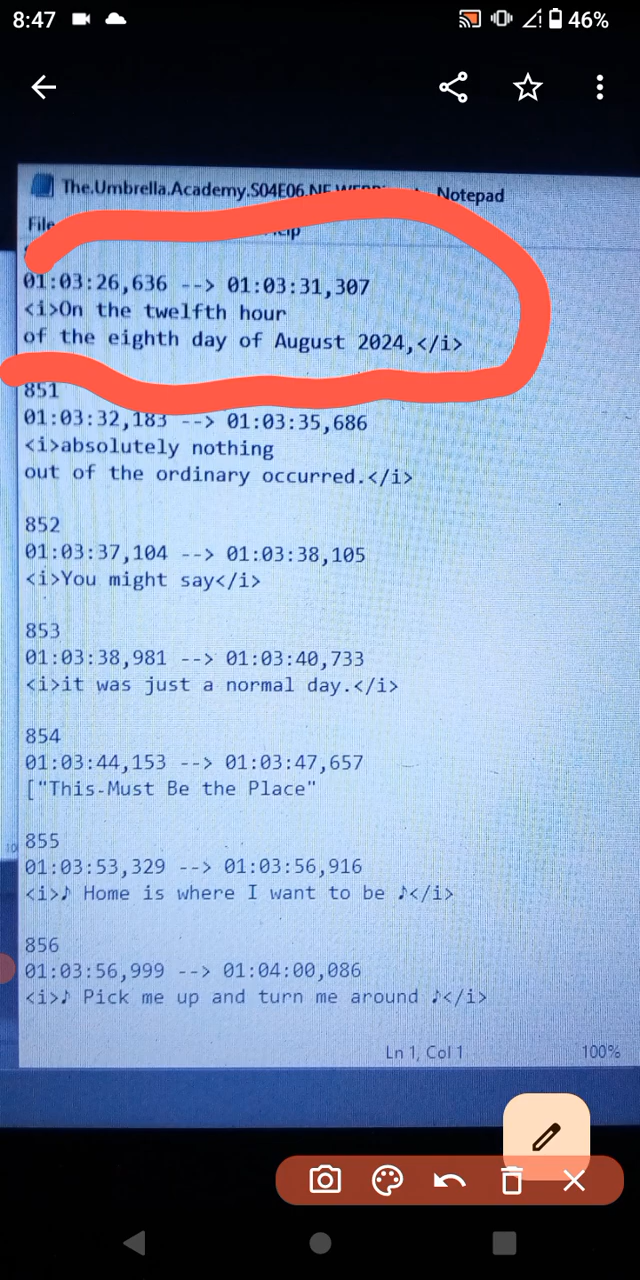 8:47
46%
The.Umbrella.Academy.S04E06.NF Notepad
File
01:03:26,636 --> 01:03:31,307
<i>On the twelfth hour
of the eighth day of August 2024,</i>
851
01:03:32,183 --> 01:03:35,686
<i>absolutely nothing
out of the ordinary occurred.</i>
852
01:03:37,104 --> 01:03:38,105
<i>You might say</i>
853
01:03:38,981 --> 01:03:40,733
<i>it was just a normal day.</i>
854
01:03:44,153 --> 01:03:47,657
["This Must Be the Place"
855
01:03:53,329 --> 01:03:56,916
<i>♪ Home is where I want to be ♪</i>
856
01:03:56,999 --> 01:04:00,086
<i>♪ Pick me up and turn me around ♪</i>
Ln 1, Col 1 100%